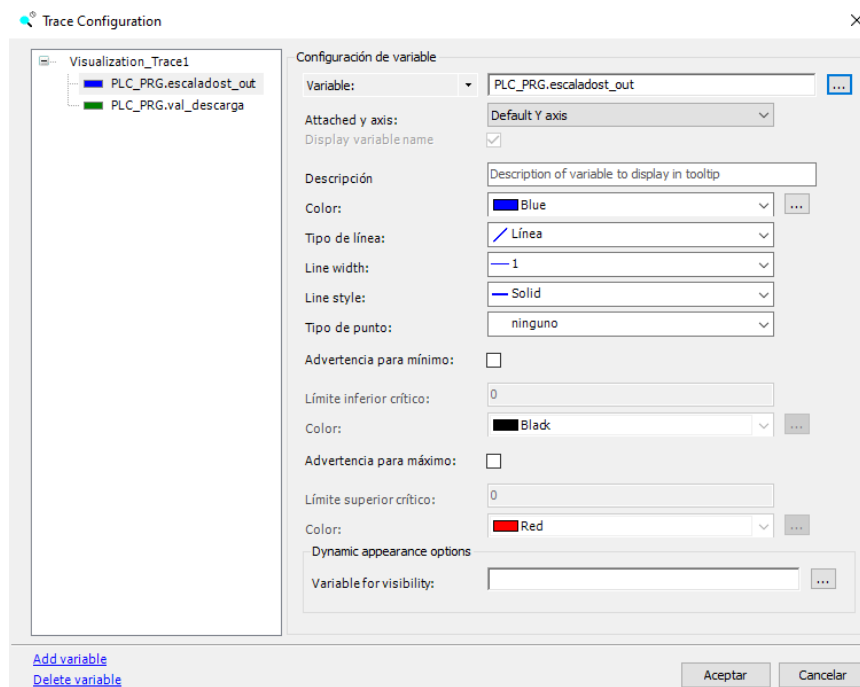 Trace Configuration
Visualization_Trace1
PLC_PRG.escaladost_out
PLC_PRG.val_descarga
Configuración de variable
Variable:
PLC_PRG.escaladost_out
...
Attached y axis:
Default Y axis
Display variable name
Descripción
Description of variable to display in tooltip
Color:
Blue
...
Tipo de línea:
Línea
Line width:
1
Line style:
Solid
Tipo de punto:
ninguno
Advertencia para mínimo:
Límite inferior crítico:
0
Color:
Black
...
Advertencia para máximo:
Límite superior crítico:
0
Color:
Red
...
Dynamic appearance options
Variable for visibility:
...
Add variable
Delete variable
Aceptar
Cancelar